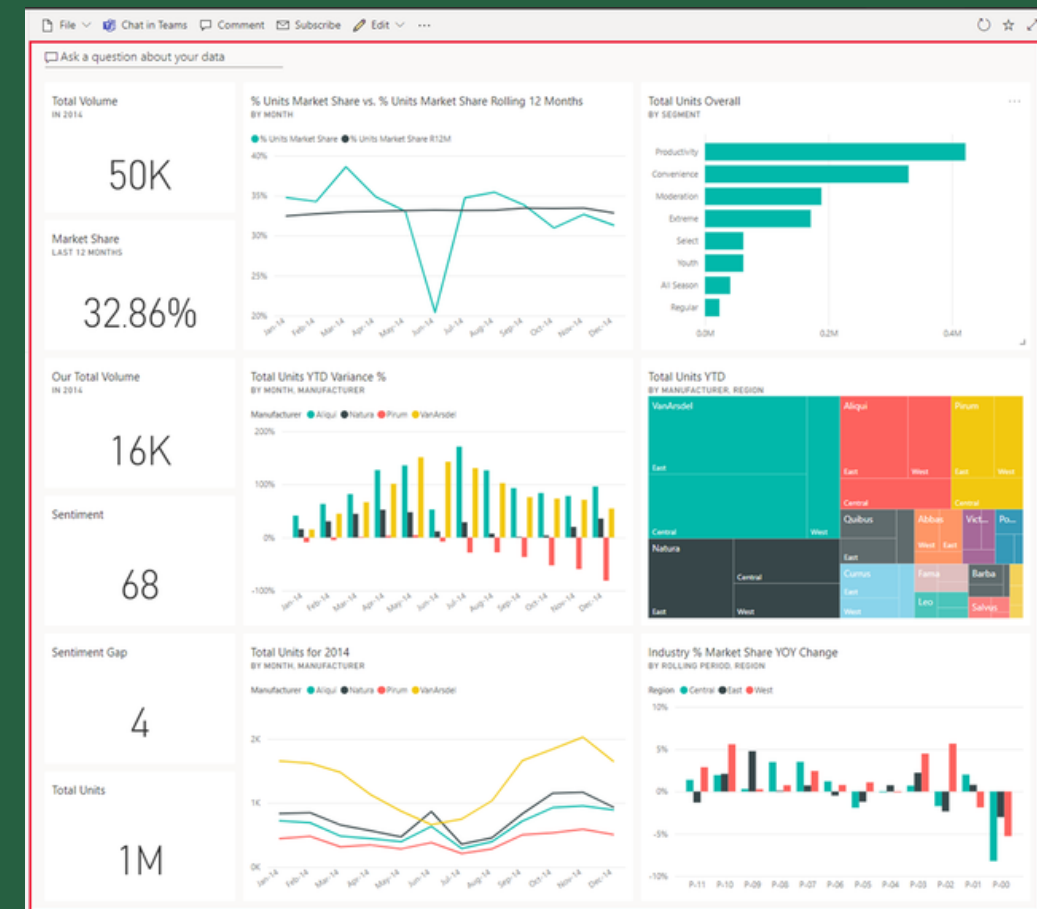 File Chat in Teams Comment Subscribe Edit ...
Ask a question about your data
Total Volume
IN 2014
50K
Market Share
LAST 12 MONTHS
32.86%
Our Total Volume
IN 2014
16K
Sentiment
68
Sentiment Gap
4
Total Units
1M
% Units Market Share vs. % Units Market Share Rolling 12 Months
BY MONTH
% Units Market Share % Units Market Share R12M
40%
35%
30%
25%
20%
Jan-14 Feb-14 Mar-14 Apr-14 May-14 Jun-14 Jul-14 Aug-14 Sep-14 Oct-14 Nov-14 Dec-14
Total Units Overall
BY SEGMENT
...
Productivity
Convenience
Moderation
Extreme
Select
Youth
All Season
Regular
0.0M 0.2M 0.4M
Total Units YTD Variance %
BY MONTH, MANUFACTURER
Manufacturer Aliqui Natura Pirum VanArsdel
200%
100%
0%
-100%
Jan-14 Feb-14 Mar-14 Apr-14 May-14 Jun-14 Jul-14 Aug-14 Sep-14 Oct-14 Nov-14 Dec-14
Total Units YTD
BY MANUFACTURER, REGION
VanArsdel
East
Central
West
Natura
East
Central
West
Aliqui
East West
Central
Pirum
East West
Central
Quibus
East
Currus
East
West
Abbas
West East
Vict...
Po...
Fama
Leo
Barba
Salvus
Total Units for 2014
BY MONTH, MANUFACTURER
Manufacturer Aliqui Natura Pirum VanArsdel
2K
1K
0K
Jan-14 Feb-14 Mar-14 Apr-14 May-14 Jun-14 Jul-14 Aug-14 Sep-14 Oct-14 Nov-14 Dec-14
Industry % Market Share YOY Change
BY ROLLING PERIOD, REGION
Region Central East West
10%
5%
0%
-5%
-10%
P-11 P-10 P-09 P-08 P-07 P-06 P-05 P-04 P-03 P-02 P-01 P-00